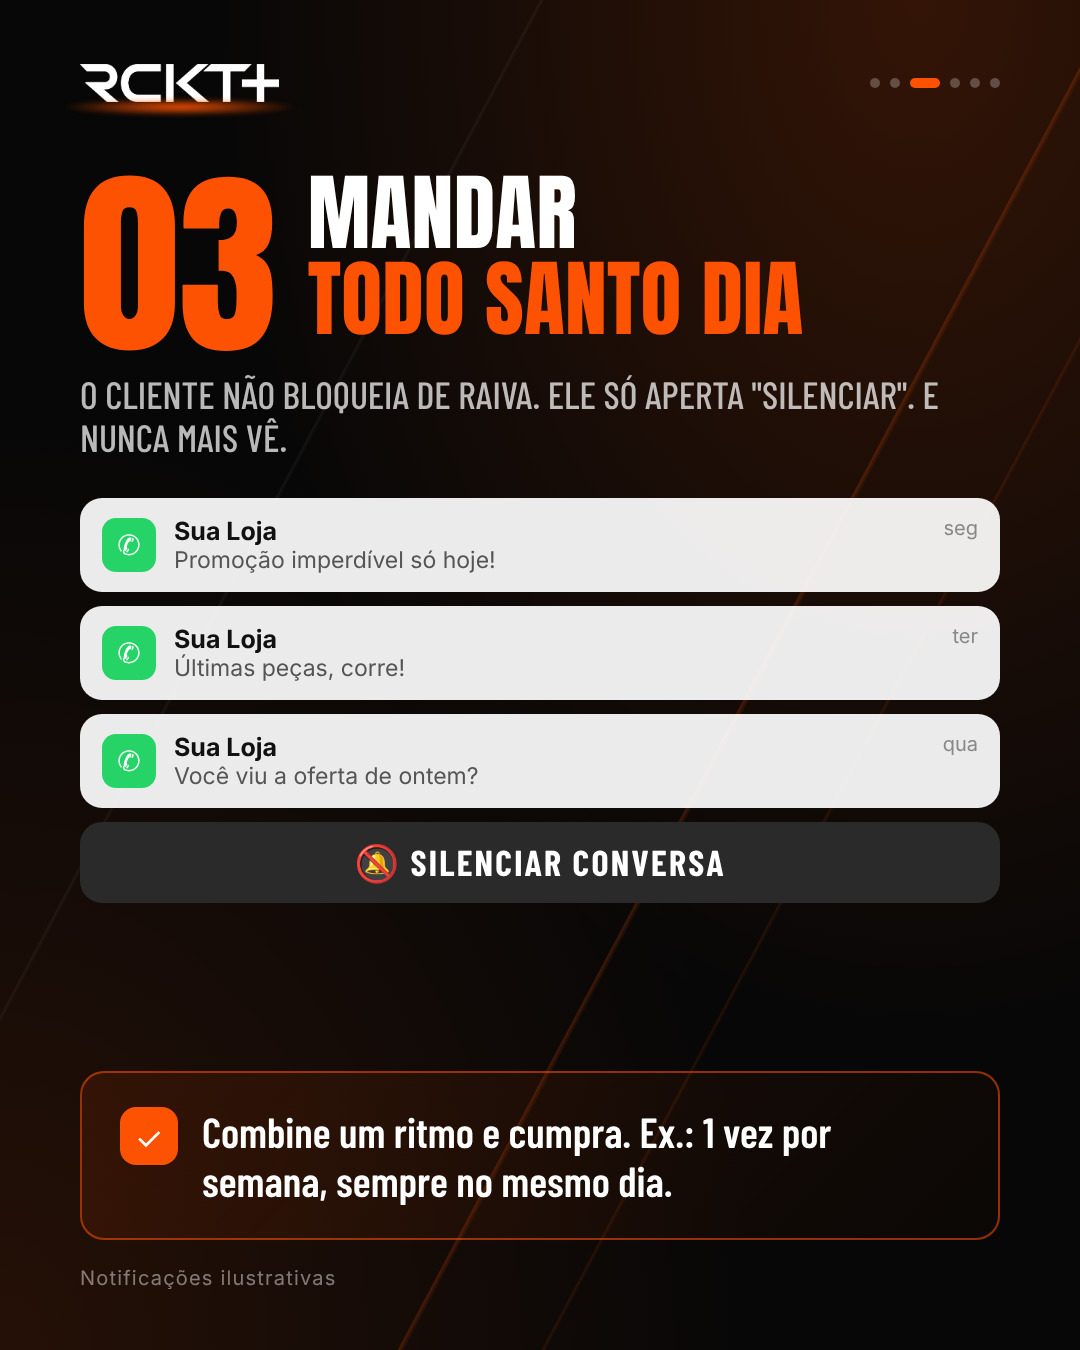 RCKT+
03
MANDAR
TODO SANTO DIA
O CLIENTE NÃO BLOQUEIA DE RAIVA. ELE SÓ APERTA "SILENCIAR". E
NUNCA MAIS VÊ.
Sua Loja
seg
Promoção imperdível só hoje!
Sua Loja
ter
Últimas peças, corre!
Sua Loja
qua
Você viu a oferta de ontem?
SILENCIAR CONVERSA
Combine um ritmo e cumpra. Ex.: 1 vez por
semana, sempre no mesmo dia.
Notificações ilustrativas